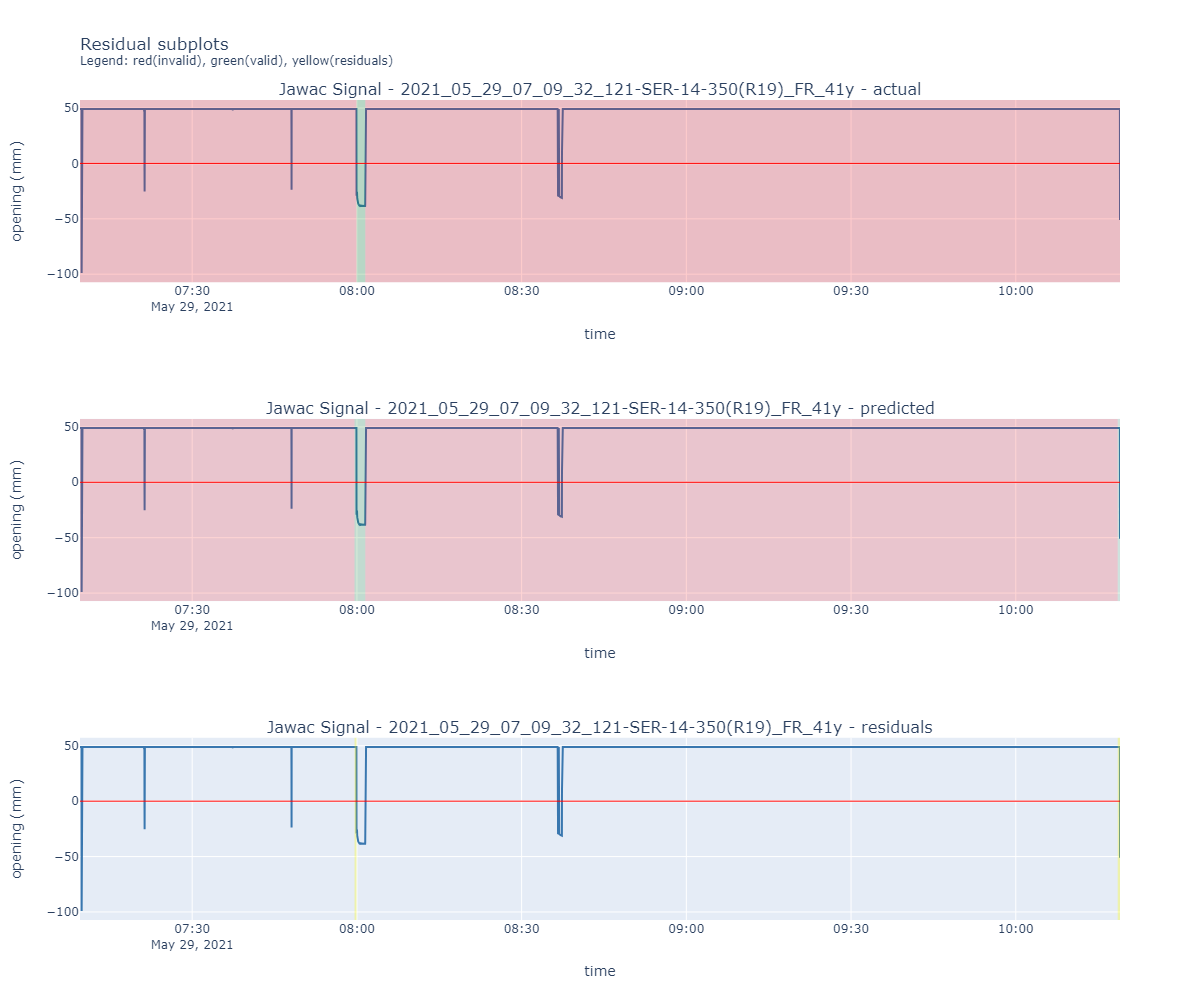 Residual subplots
Legend: red(invalid), green(valid), yellow(residuals)
Jawac Signal - 2021_05_29_07_09_32_121-SER-14-350(R19)_FR_41y - actual
opening (mm)
50
0
−50
−100
07:30
08:00
08:30
09:00
09:30
10:00
May 29, 2021
time
Jawac Signal - 2021_05_29_07_09_32_121-SER-14-350(R19)_FR_41y - predicted
opening (mm)
50
0
−50
−100
07:30
08:00
08:30
09:00
09:30
10:00
May 29, 2021
time
Jawac Signal - 2021_05_29_07_09_32_121-SER-14-350(R19)_FR_41y - residuals
opening (mm)
50
0
−50
−100
07:30
08:00
08:30
09:00
09:30
10:00
May 29, 2021
time